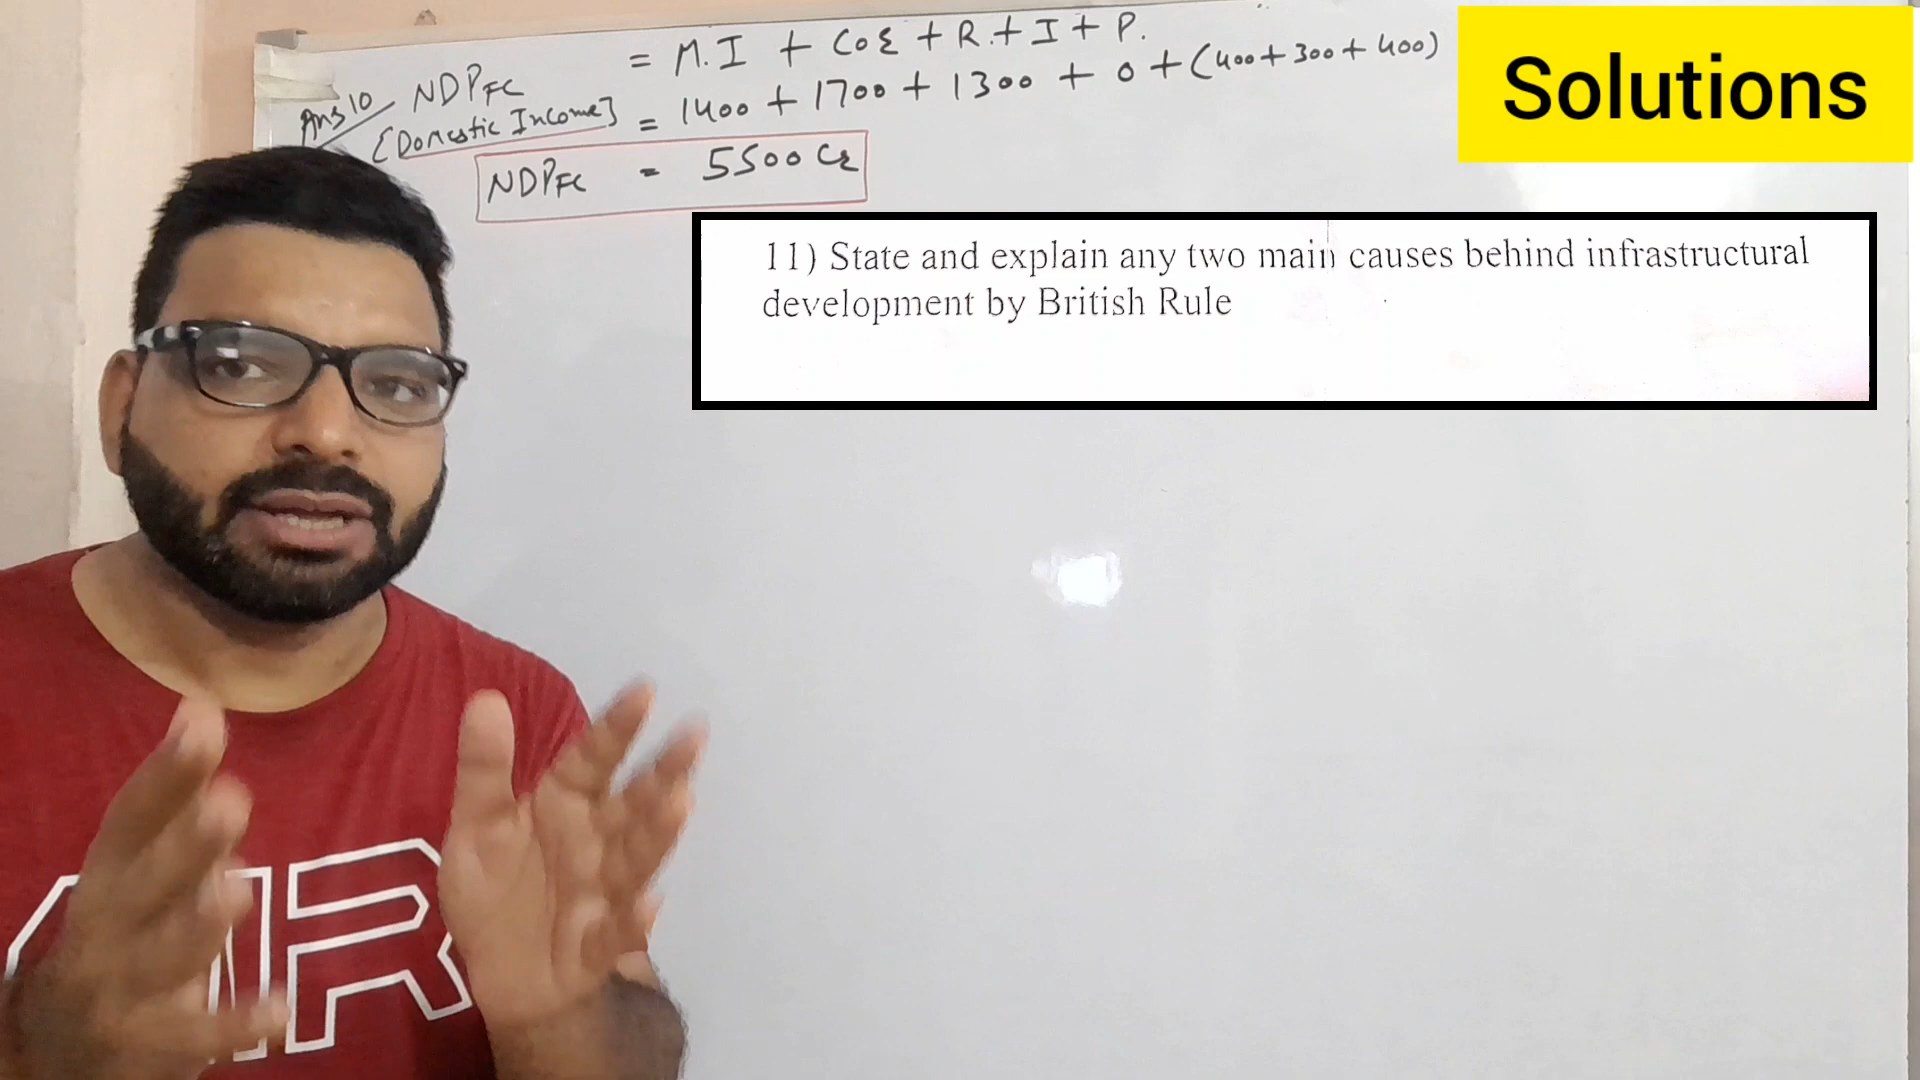 = M.I + COE + R.+ I + P.
Ans 10 NDPFC
[Domestic Income] = 1400 + 1700 + 1300 + 0 + (400+300+400)
NDPFC = 5500 Cr
Solutions
11) State and explain any two main causes behind infrastructural
development by British Rule